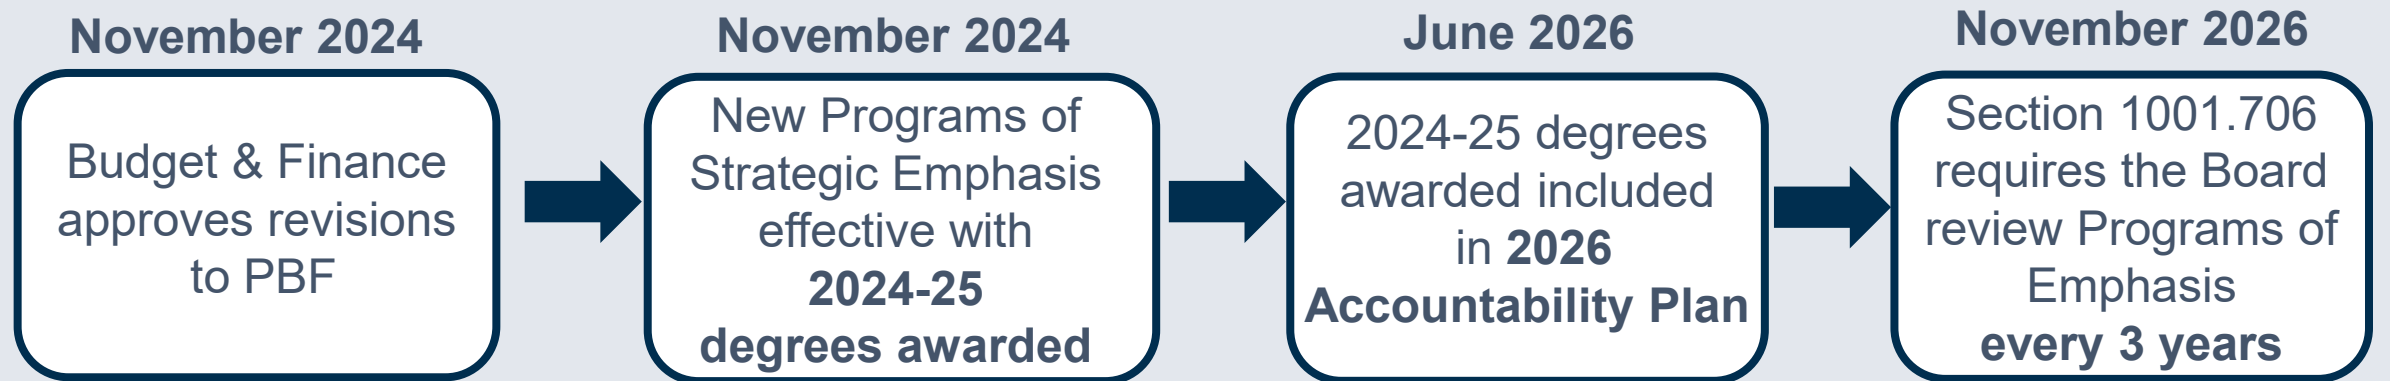 November 2024
Budget & Finance
approves revisions
to PBF
November 2024
New Programs of
Strategic Emphasis
effective with
2024-25
degrees awarded
June 2026
2024-25 degrees
awarded included
in 2026
Accountability Plan
November 2026
Section 1001.706
requires the Board
review Programs of
Emphasis
every 3 years